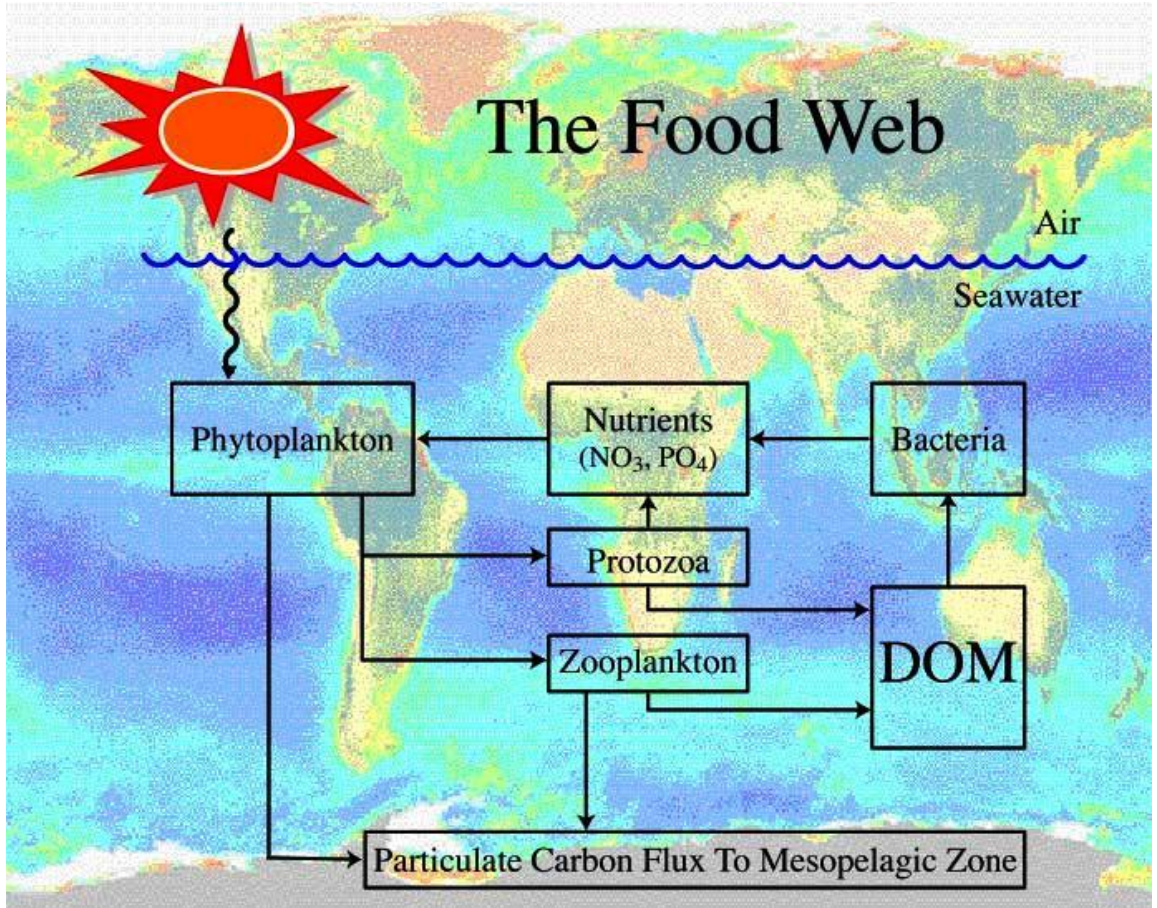 The Food Web
Air
Seawater
Phytoplankton
Nutrients
(NO₃, PO₄)
Bacteria
Protozoa
Zooplankton
DOM
Particulate Carbon Flux To Mesopelagic Zone